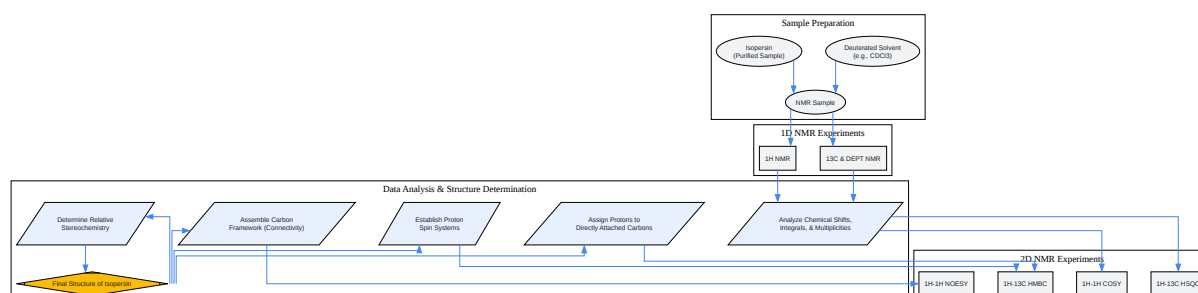 Sample Preparation
Isopersin
(Purified Sample)
Deuterated Solvent
(e.g., CDCl3)
NMR Sample
1D NMR Experiments
1H NMR
13C & DEPT NMR
Data Analysis & Structure Determination
Determine Relative
Stereochemistry
Assemble Carbon
Framework (Connectivity)
Establish Proton
Spin Systems
Assign Protons to
Directly Attached Carbons
Analyze Chemical Shifts,
Integrals, & Multiplicities
2D NMR Experiments
Final Structure of Isopersin
1H-1H NOESY
1H-13C HMBC
1H-1H COSY
1H-13C HSQC